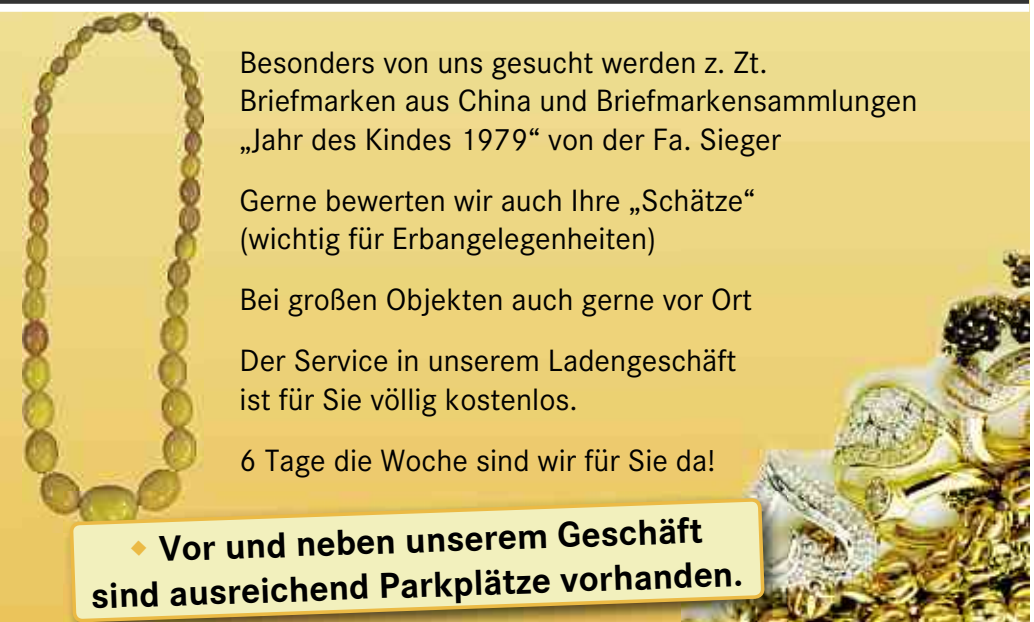 Besonders von uns gesucht werden z. Zt.
Briefmarken aus China und Briefmarkensammlungen
„Jahr des Kindes 1979“ von der Fa. Sieger
Gerne bewerten wir auch Ihre „Schätze“
(wichtig für Erbangelegenheiten)
Bei großen Objekten auch gerne vor Ort
Der Service in unserem Ladengeschäft
ist für Sie völlig kostenlos.
6 Tage die Woche sind wir für Sie da!
Vor und neben unserem Geschäft
sind ausreichend Parkplätze vorhanden.